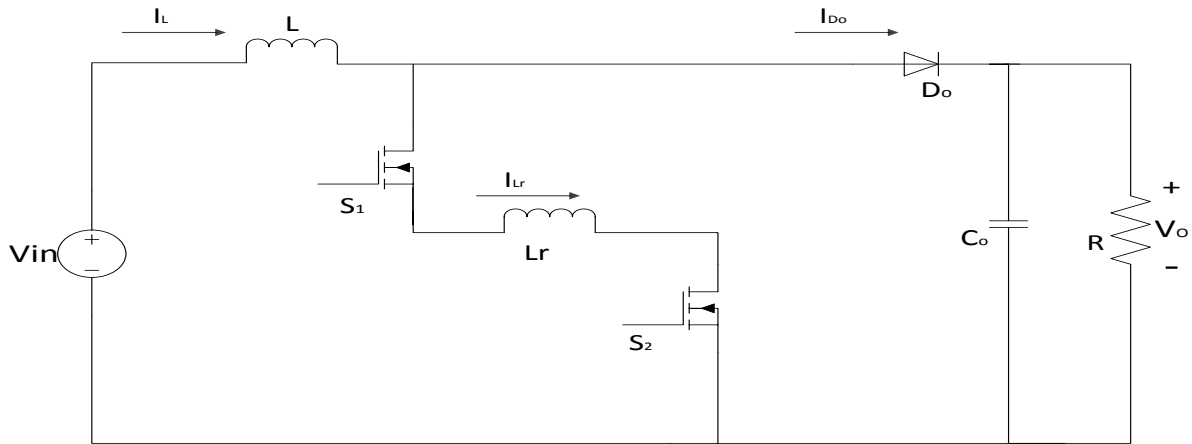 IL
L
IDo
Do
S1
ILr
Lr
S2
Vin
+
−
Co
R
+
Vo
-